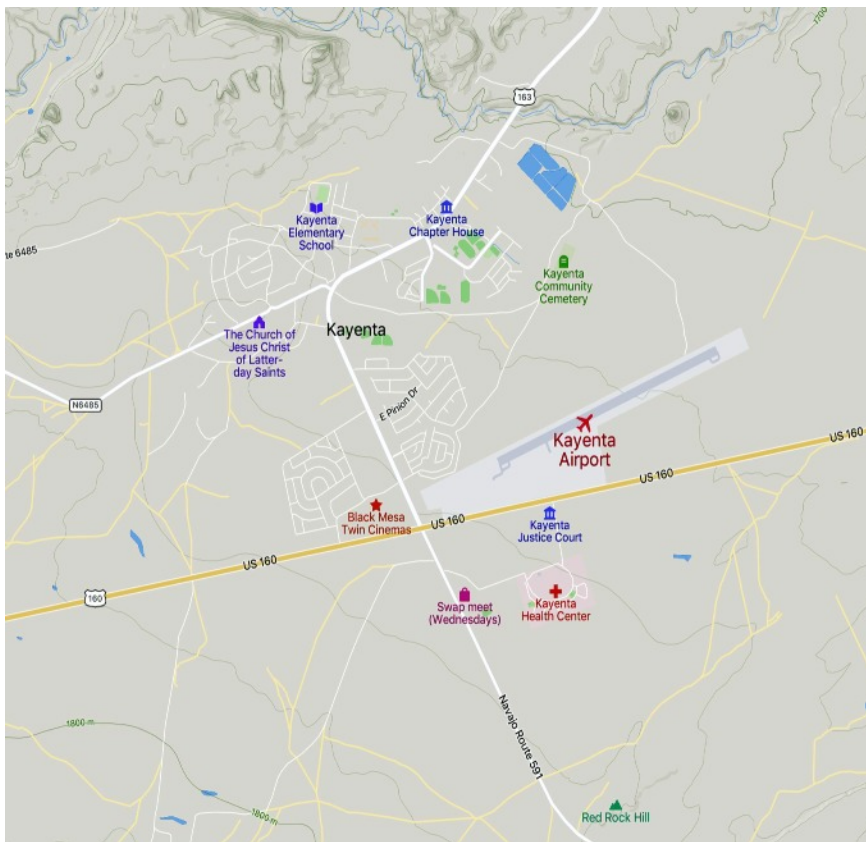 1700
163
Kayenta
Elementary
School
Kayenta
Chapter House
te 6485
Kayenta
Community
Cemetery
The Church of
Jesus Christ
of Latter-
day Saints
Kayenta
E Pinion Dr
N6485
Kayenta
Airport
US 160
Black Mesa
Twin Cinemas
US 160
Kayenta
Justice Court
US 160
160
Swap meet
(Wednesdays)
Kayenta
Health Center
Navajo Route 591
1800 m
1800 m
Red Rock Hill